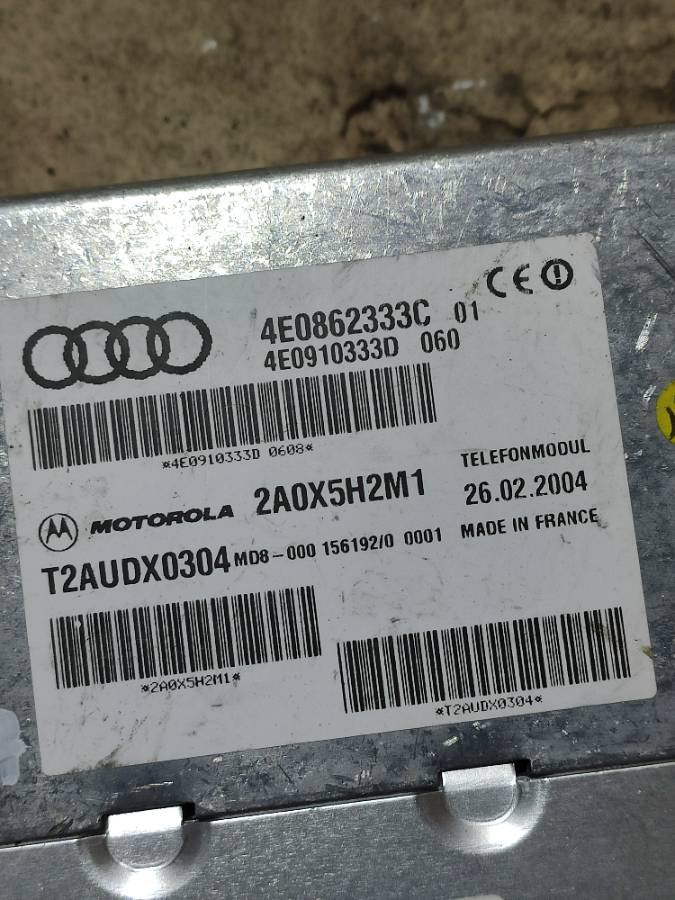 CE
4E0862333C 01
4E0910333D 060
*4E0910333D 0608*
TELEFONMODUL
MOTOROLA 2A0X5H2M1 26.02.2004
T2AUDX0304 MD8-000 156192/0 0001 MADE IN FRANCE
*2A0X5H2M1*
*T2AUDX0304*